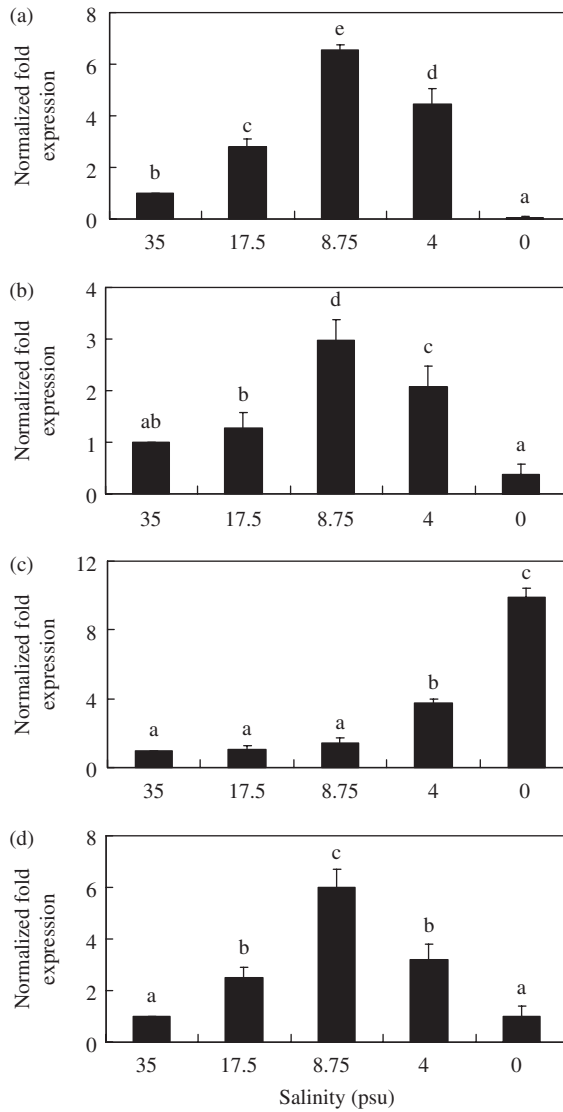 (a)
Normalized fold
expression
8
6
4
2
0
b
c
e
d
a
35 17.5 8.75 4 0
(b)
Normalized fold
expression
4
3
2
1
0
ab
b
d
c
a
35 17.5 8.75 4 0
(c)
Normalized fold
expression
12
8
4
0
a
a
a
b
c
35 17.5 8.75 4 0
(d)
Normalized fold
expression
8
6
4
2
0
a
b
c
b
a
35 17.5 8.75 4 0
Salinity (psu)